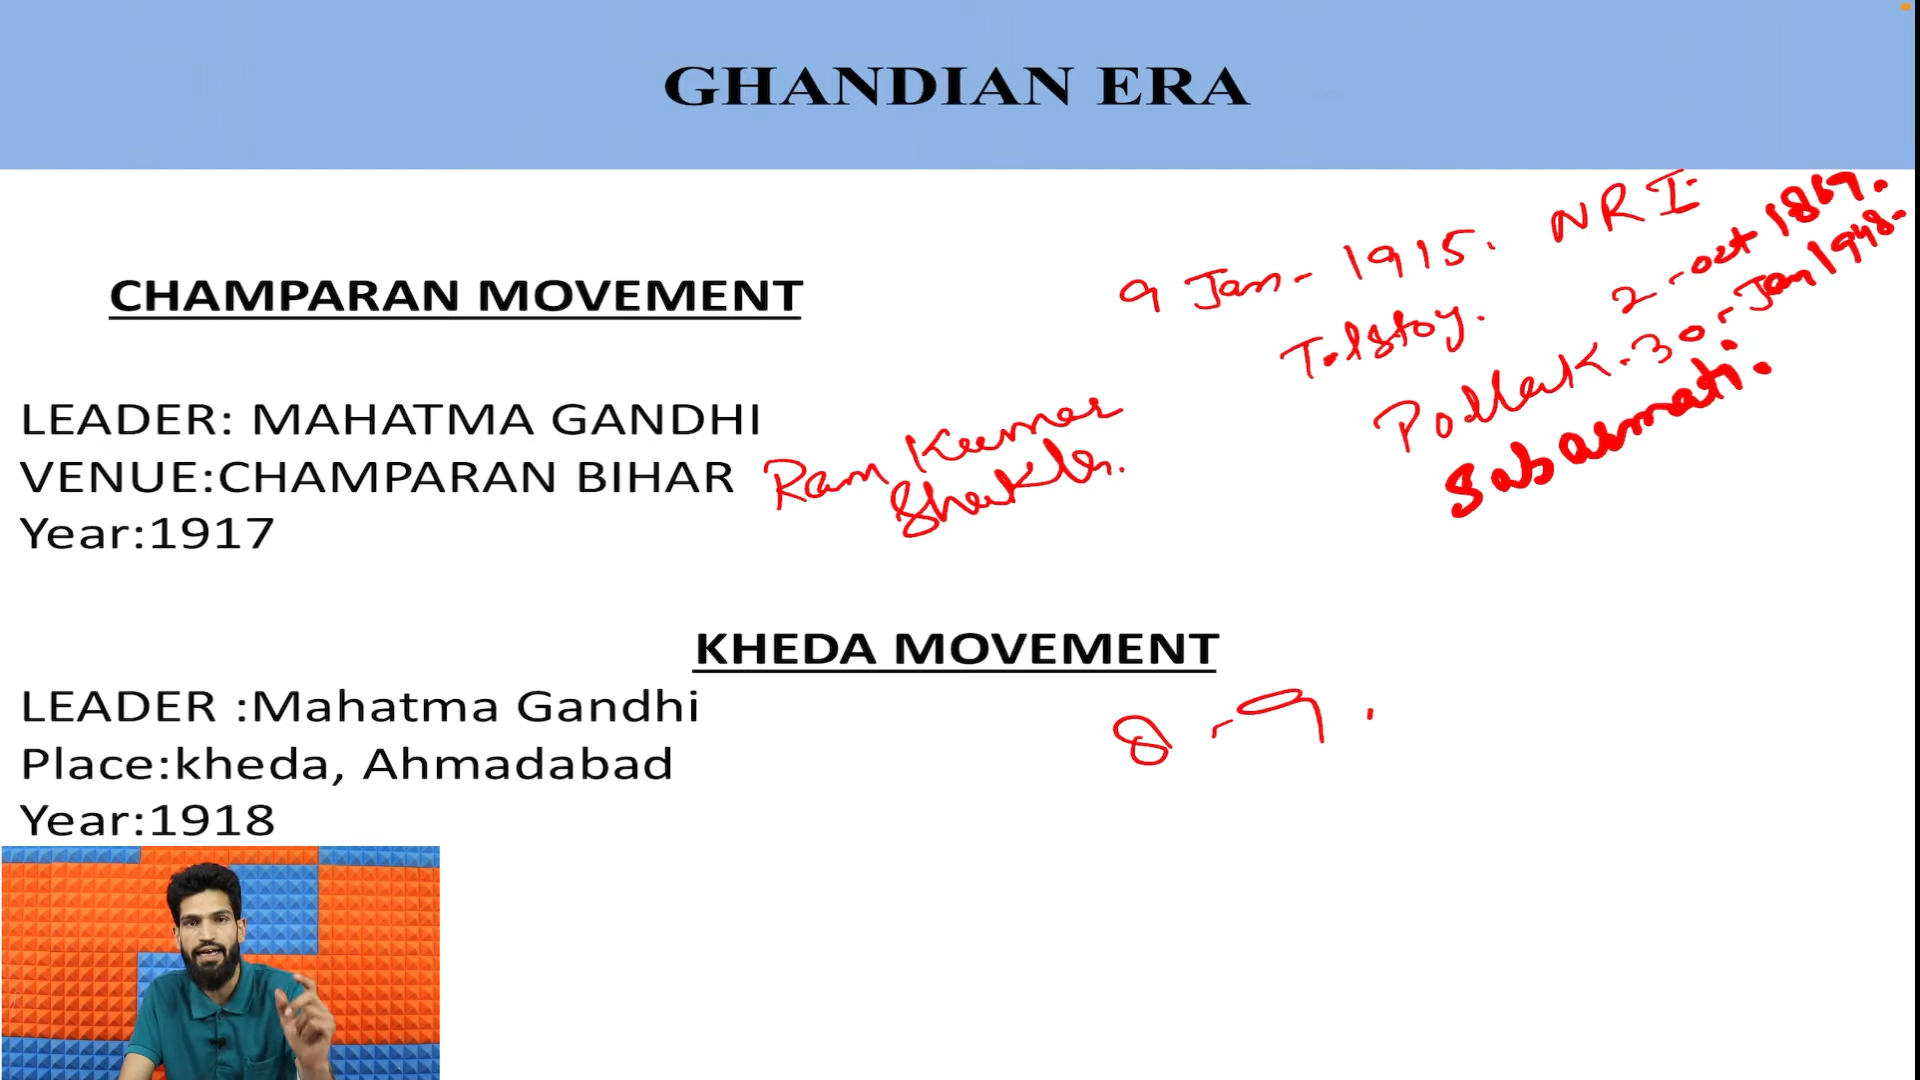 GHANDIAN ERA
9 Jan - 1915. NRI
2 - oct 1869.
Tolstoy.
30 - Jan 1948.
CHAMPARAN MOVEMENT
Sabarmati.
LEADER: MAHATMA GANDHI
VENUE:CHAMPARAN BIHAR
Ram Kumar
Year:1917
KHEDA MOVEMENT
LEADER :Mahatma Gandhi
8 - 9.
Place:kheda, Ahmadabad
Year:1918